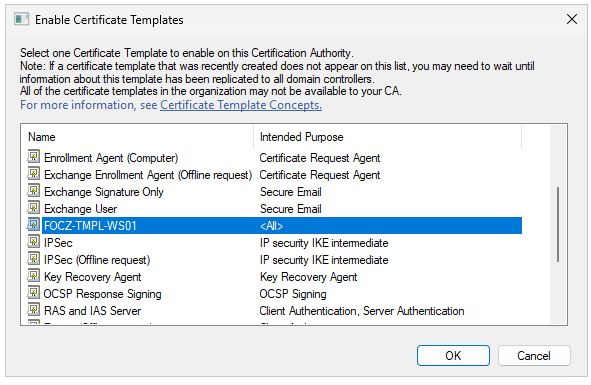 Enable Certificate Templates
Select one Certificate Template to enable on this Certification Authority.
Note: If a certificate template that was recently created does not appear on this list, you may need to wait until
information about this template has been replicated to all domain controllers.
All of the certificate templates in the organization may not be available to your CA.
For more information, see Certificate Template Concepts.
Name Intended Purpose
Enrollment Agent (Computer) Certificate Request Agent
Exchange Enrollment Agent (Offline request) Certificate Request Agent
Exchange Signature Only Secure Email
Exchange User Secure Email
FOCZ-TMPL-WS01 <All>
IPSec IP security IKE intermediate
IPSec (Offline request) IP security IKE intermediate
Key Recovery Agent Key Recovery Agent
OCSP Response Signing OCSP Signing
RAS and IAS Server Client Authentication, Server Authentication
OK Cancel